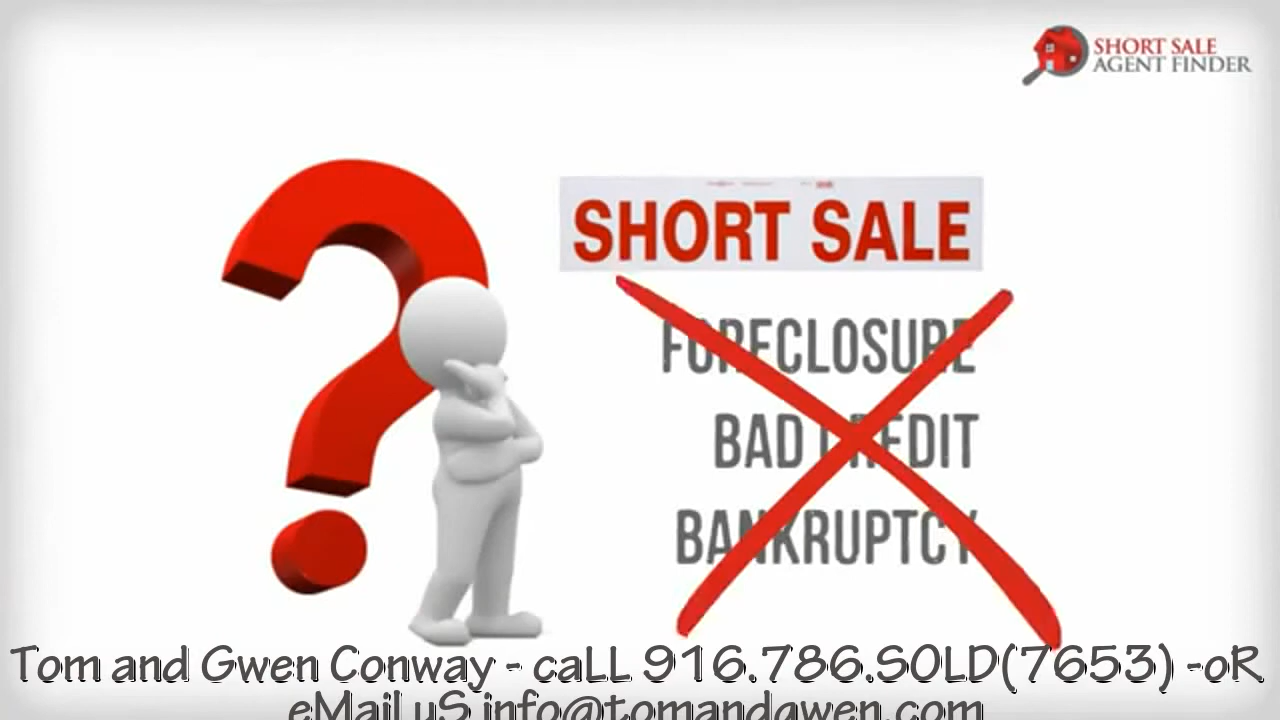 SHORT SALE
AGENT FINDER
SHORT SALE
FORECLOSURE
BAD CREDIT
BANKRUPTCY
Tom and Gwen Conway - caLL 916.786.SOLD(7653) -oR
eMail uS info@tomandgwen.com